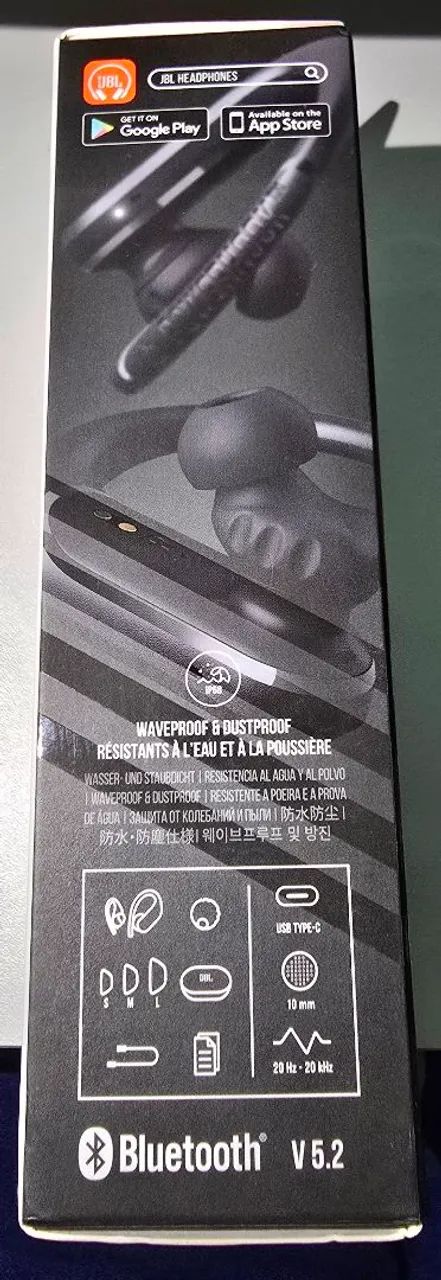 JBL
JBL HEADPHONES
GET IT ON
Google Play
Available on the
App Store
IP68
WAVEPROOF & DUSTPROOF
RÉSISTANTS À L'EAU ET À LA POUSSIÈRE
WASSER- UND STAUBDICHT | RESISTENCIA AL AGUA Y AL POLVO
| WAVEPROOF & DUSTPROOF | RESISTENTE A POEIRA E A PROVA
DE ÁGUA | ЗАЩИТА ОТ КОЛЕБАНИЙ И ПЫЛИ | 防水防尘 |
防水・防塵仕様| 웨이브프루프 및 방진
USB TYPE-C
JBL
S M L
10 mm
20 Hz - 20 kHz
Bluetooth® V 5.2